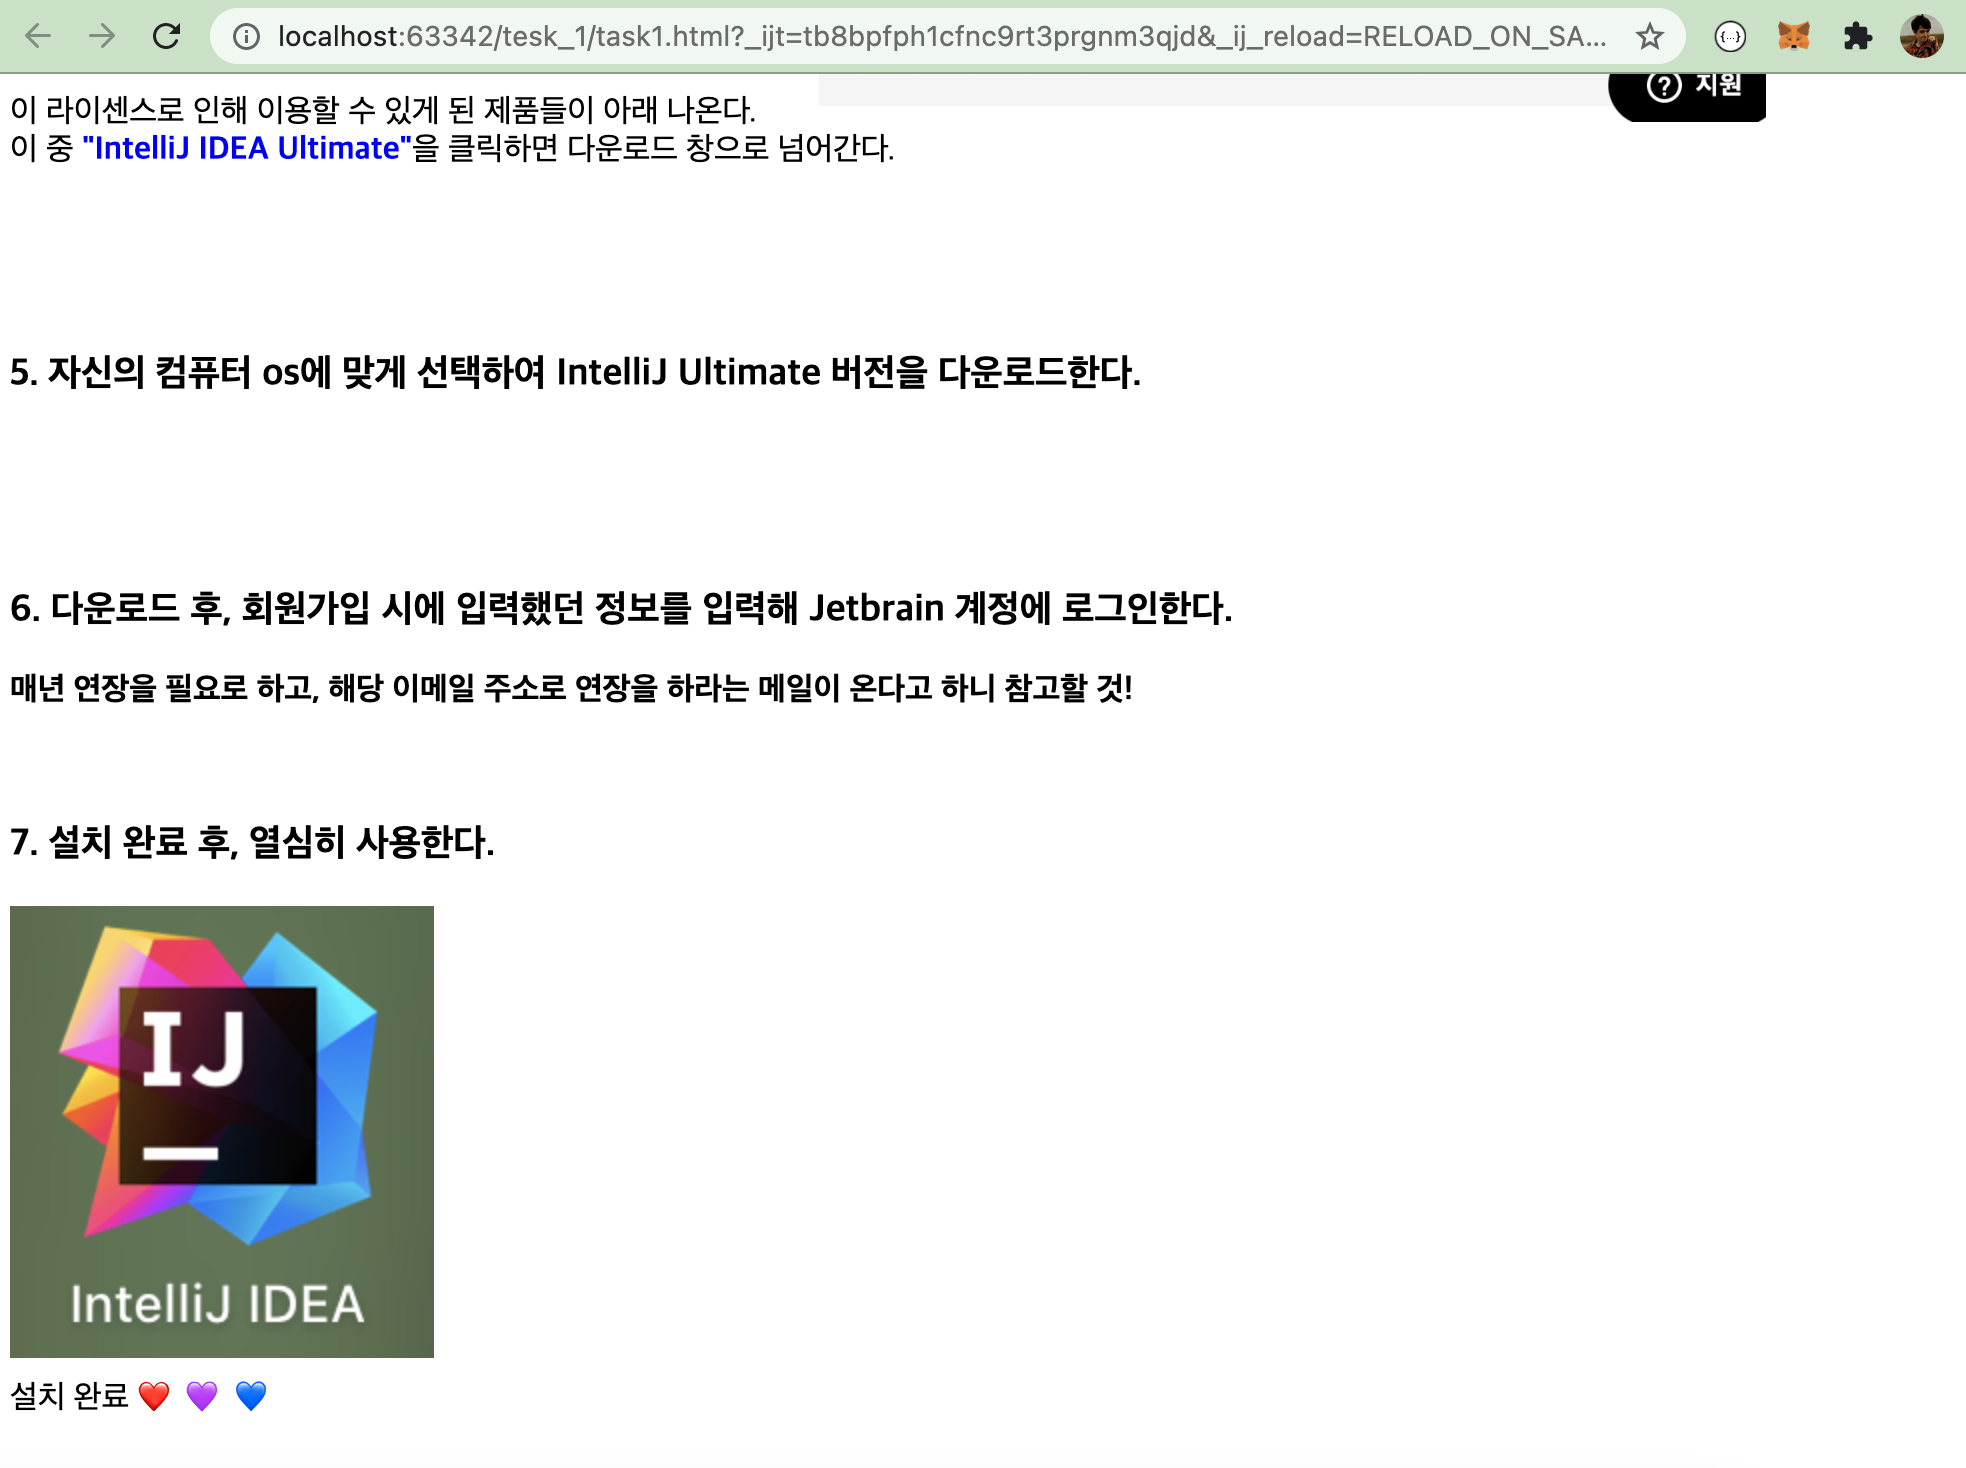 localhost:63342/tesk_1/task1.html?_ijt=tb8bpfph1cfnc9rt3prgnm3qjd&_ij_reload=RELOAD_ON_SA...
지원
이 라이센스로 인해 이용할 수 있게 된 제품들이 아래 나온다.
이 중 "IntelliJ IDEA Ultimate"을 클릭하면 다운로드 창으로 넘어간다.
5. 자신의 컴퓨터 os에 맞게 선택하여 IntelliJ Ultimate 버전을 다운로드한다.
6. 다운로드 후, 회원가입 시에 입력했던 정보를 입력해 Jetbrain 계정에 로그인한다.
매년 연장을 필요로 하고, 해당 이메일 주소로 연장을 하라는 메일이 온다고 하니 참고할 것!
7. 설치 완료 후, 열심히 사용한다.
IJ
IntelliJ IDEA
설치 완료 ❤️ 💜 💙